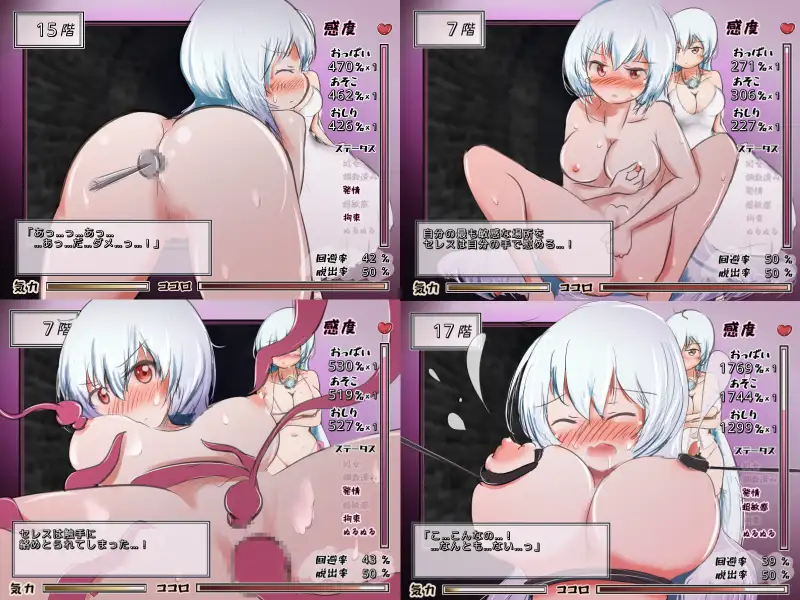 15階
感度
おっぱい
470%×1
あそこ
462%×1
おしり
426%×1
ステータス
発情
拘束
「あっ…っ…あっ…
…あっ…だ…ダメ…っ…！」
回避率 42 %
脱出率 50 %
気力
ココロ
7階
感度
おっぱい
271%×1
あそこ
306%×1
おしり
227%×1
ステータス
発情
拘束
自分の最も敏感な場所を
セレスは自分の手で慰める…！
回避率 50 %
脱出率 50 %
気力
ココロ
7階
感度
おっぱい
530%×1
あそこ
519%×1
おしり
527%×1
ステータス
発情
拘束
ぬるぬる
セレスは触手に
絡めとられてしまった…！
回避率 43 %
脱出率 50 %
気力
ココロ
17階
感度
おっぱい
1769%×1
あそこ
1744%×1
おしり
1299%×1
ステータス
発情
超敏感
ぬるぬる
「こ…こんなの…！
…なんとも…ない…っ」
回避率 39 %
脱出率 50 %
気力
ココロ